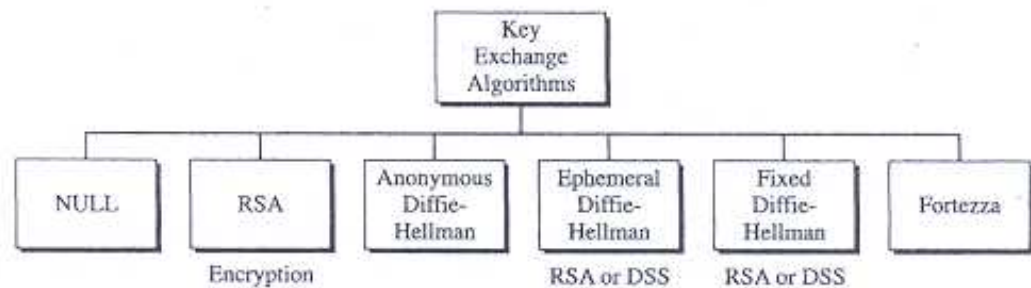 Key
Exchange
Algorithms
NULL
RSA
Anonymous
Diffie-
Hellman
Ephemeral
Diffie-
Hellman
Fixed
Diffie-
Hellman
Fortezza
Encryption
RSA or DSS
RSA or DSS